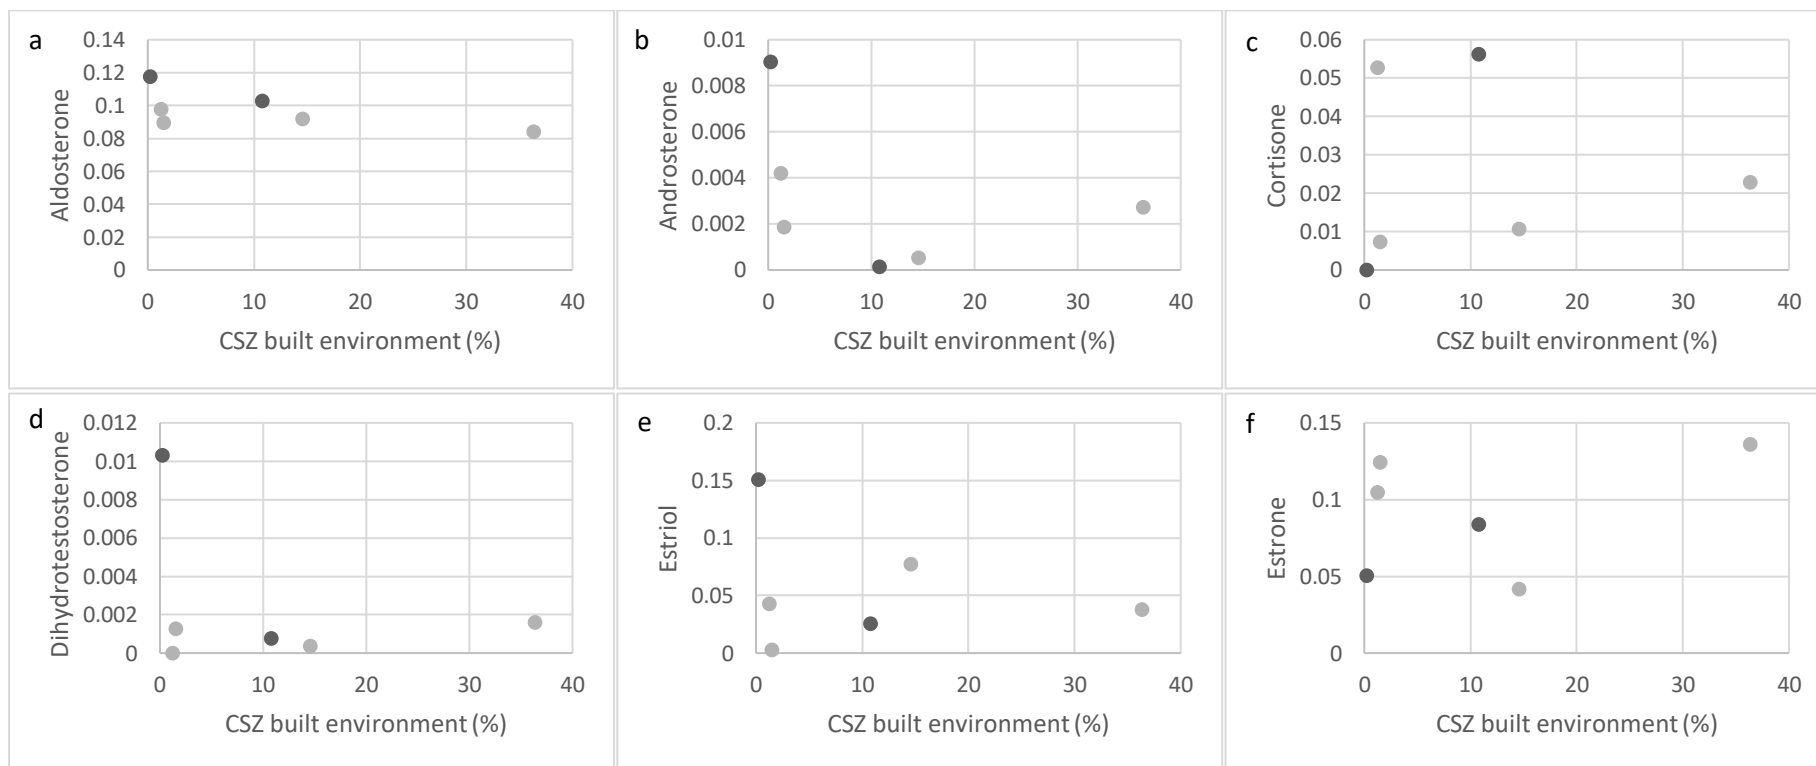 a
Aldosterone
0.14
0.12
0.1
0.08
0.06
0.04
0.02
0
0 10 20 30 40
CSZ built environment (%)
b
Androsterone
0.01
0.008
0.006
0.004
0.002
0
0 10 20 30 40
CSZ built environment (%)
c
Cortisone
0.06
0.05
0.04
0.03
0.02
0.01
0
0 10 20 30 40
CSZ built environment (%)
d
Dihydrotestosterone
0.012
0.01
0.008
0.006
0.004
0.002
0
0 10 20 30 40
CSZ built environment (%)
e
Estriol
0.2
0.15
0.1
0.05
0
0 10 20 30 40
CSZ built environment (%)
f
Estrone
0.15
0.1
0.05
0
0 10 20 30 40
CSZ built environment (%)